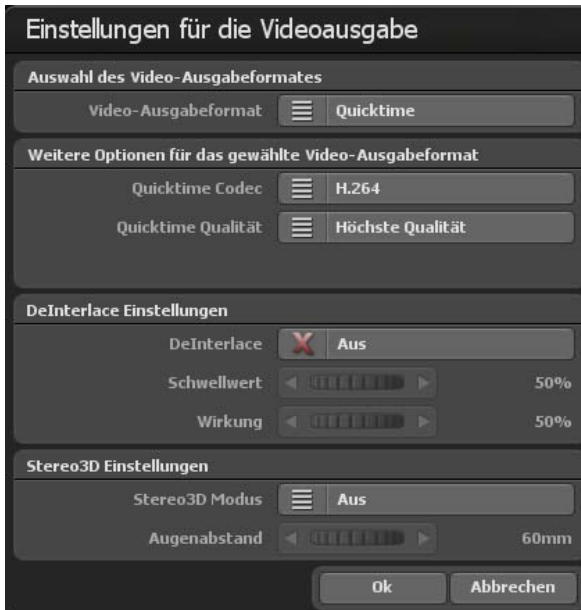 Einstellungen für die Videoausgabe
Auswahl des Video-Ausgabeformates
Video-Ausgabeformat Quicktime
Weitere Optionen für das gewählte Video-Ausgabeformat
Quicktime Codec H.264
Quicktime Qualität Höchste Qualität
DeInterlace Einstellungen
DeInterlace Aus
Schwellwert 50%
Wirkung 50%
Stereo3D Einstellungen
Stereo3D Modus Aus
Augenabstand 60mm
Ok Abbrechen